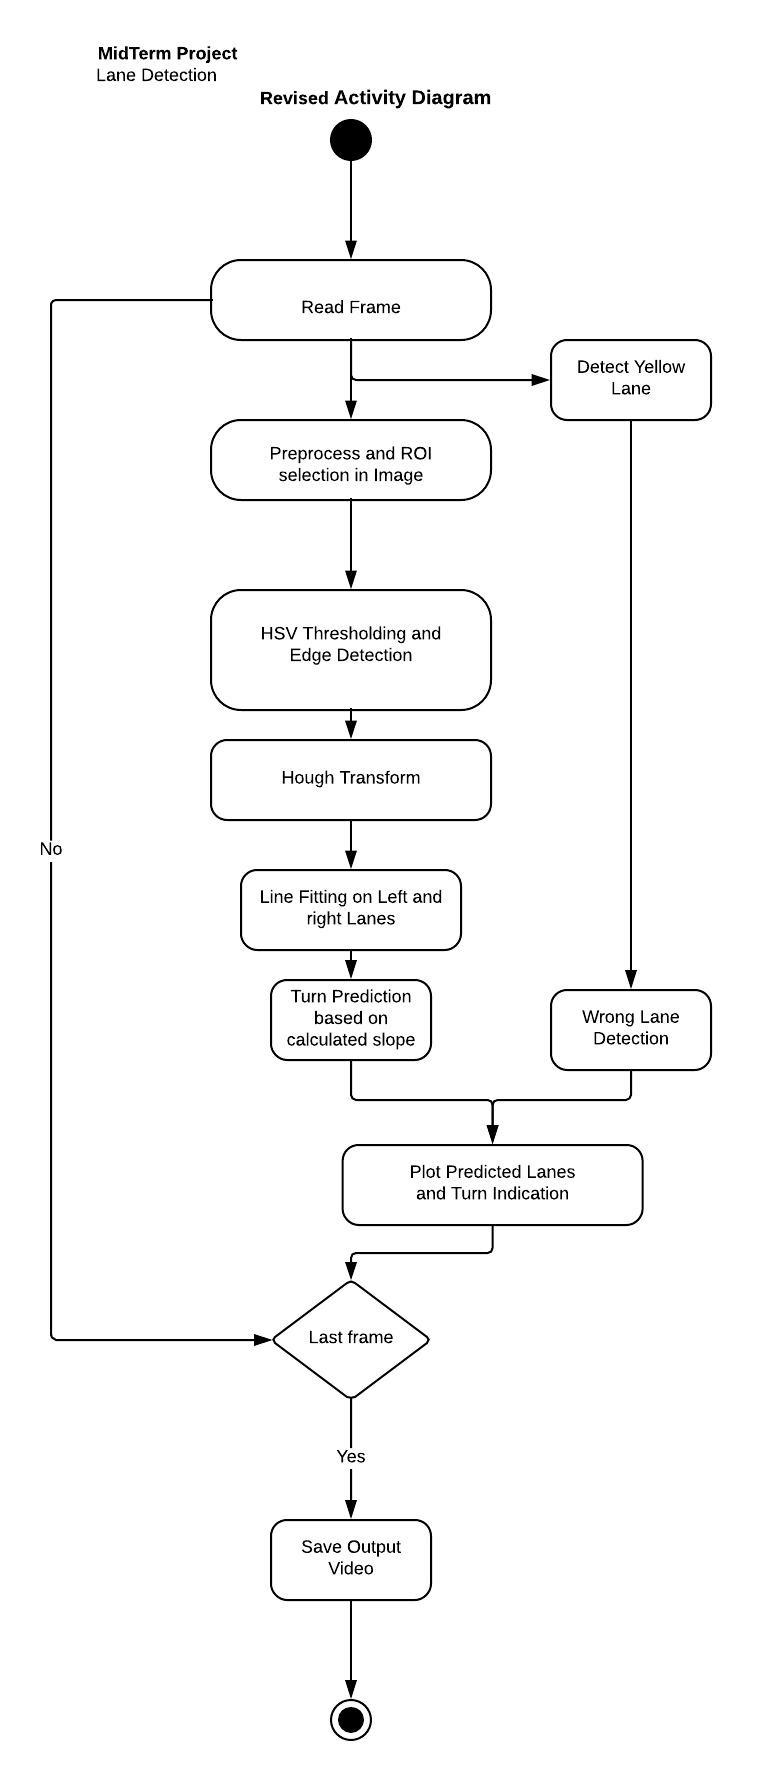 MidTerm Project
Lane Detection
Revised Activity Diagram
Read Frame
Detect Yellow
Lane
Preprocess and ROI
selection in Image
HSV Thresholding and
Edge Detection
Hough Transform
No
Line Fitting on Left and
right Lanes
Turn Prediction
based on
calculated slope
Wrong Lane
Detection
Plot Predicted Lanes
and Turn Indication
Last frame
Yes
Save Output
Video